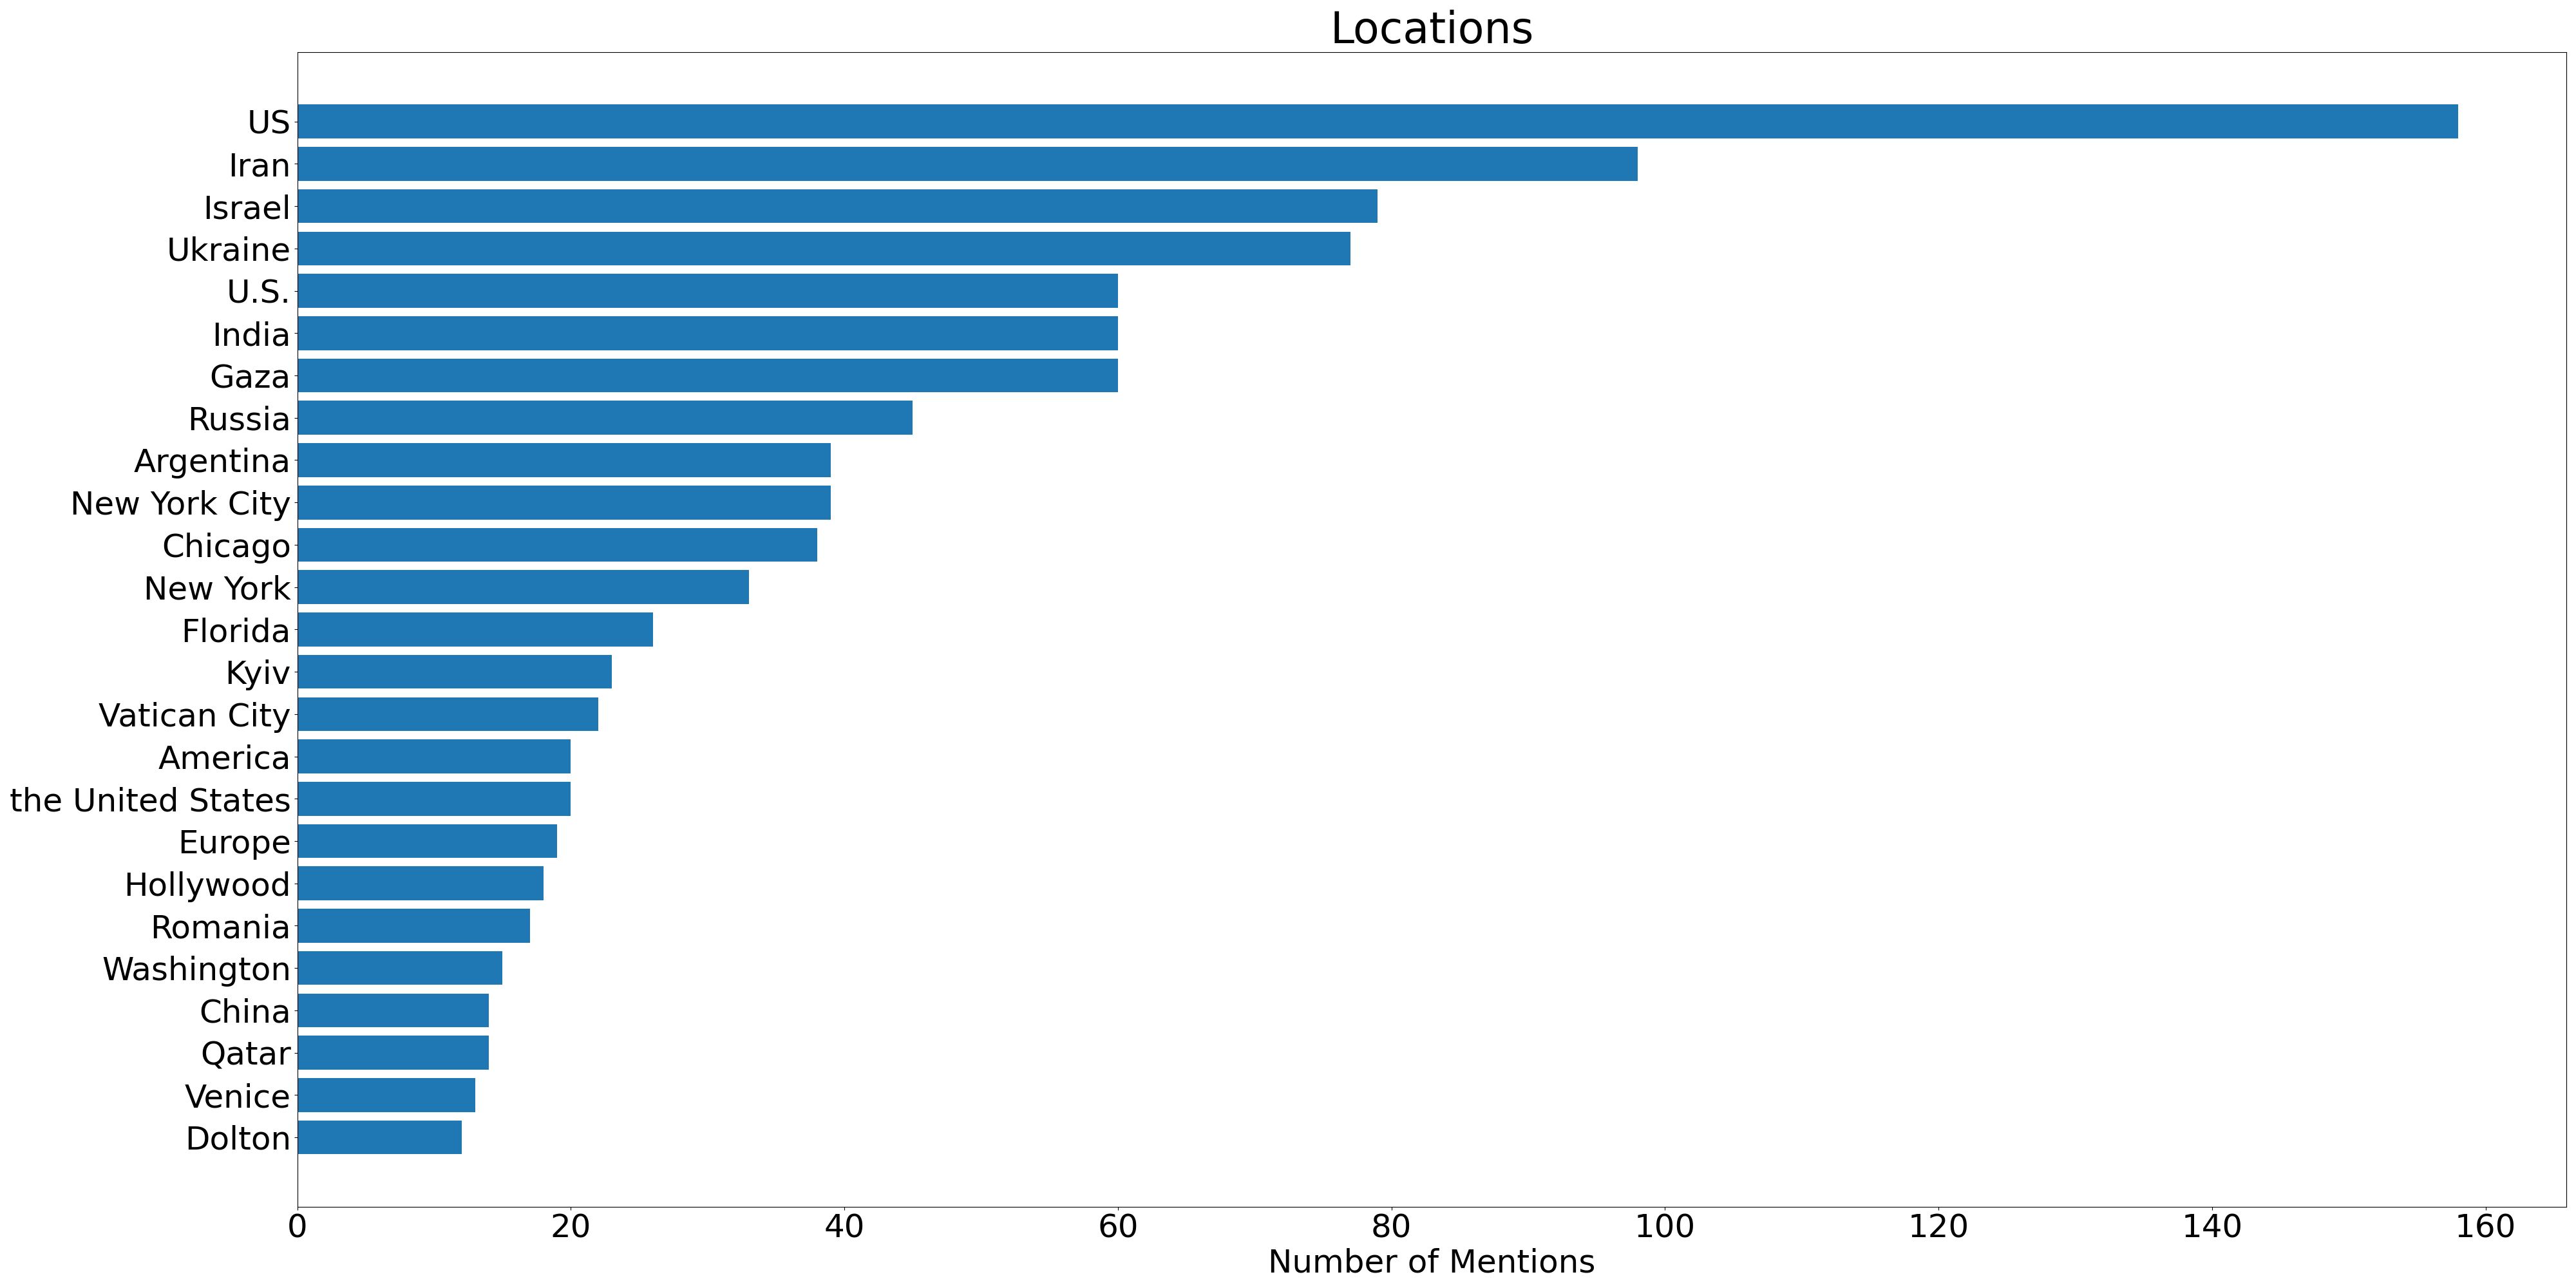 Locations
US
Iran
Israel
Ukraine
U.S.
India
Gaza
Russia
Argentina
New York City
Chicago
New York
Florida
Kyiv
Vatican City
America
the United States
Europe
Hollywood
Romania
Washington
China
Qatar
Venice
Dolton
0 20 40 60 80 100 120 140 160
Number of Mentions